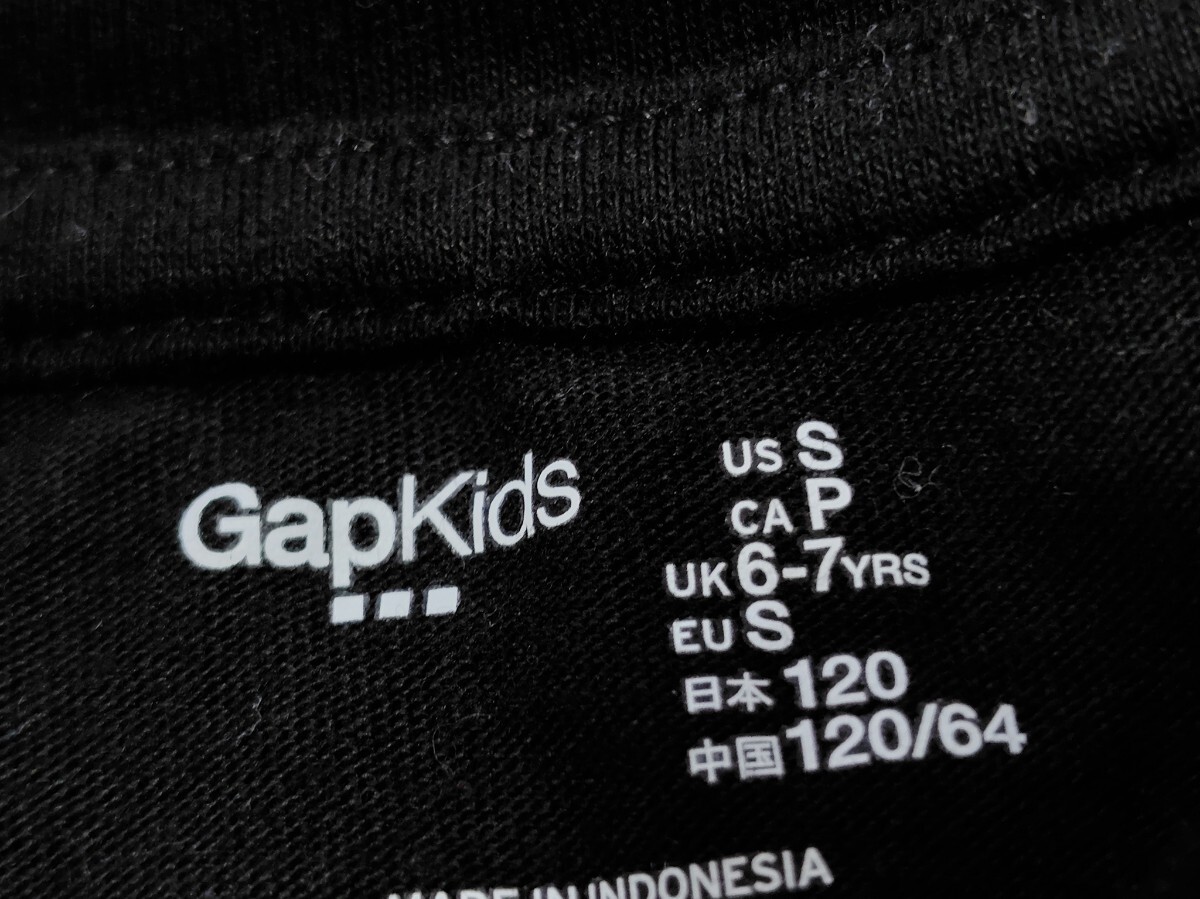 GapKids
US S
CA P
UK 6-7YRS
EU S
日本 120
中国 120/64
MADE IN INDONESIA